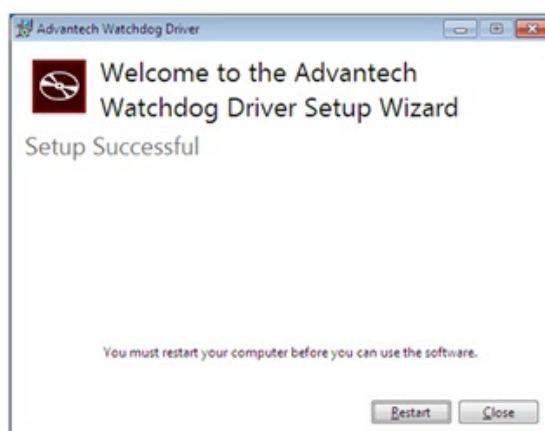 Advantech Watchdog Driver
Welcome to the Advantech
Watchdog Driver Setup Wizard
Setup Successful
You must restart your computer before you can use the software.
Restart
Close